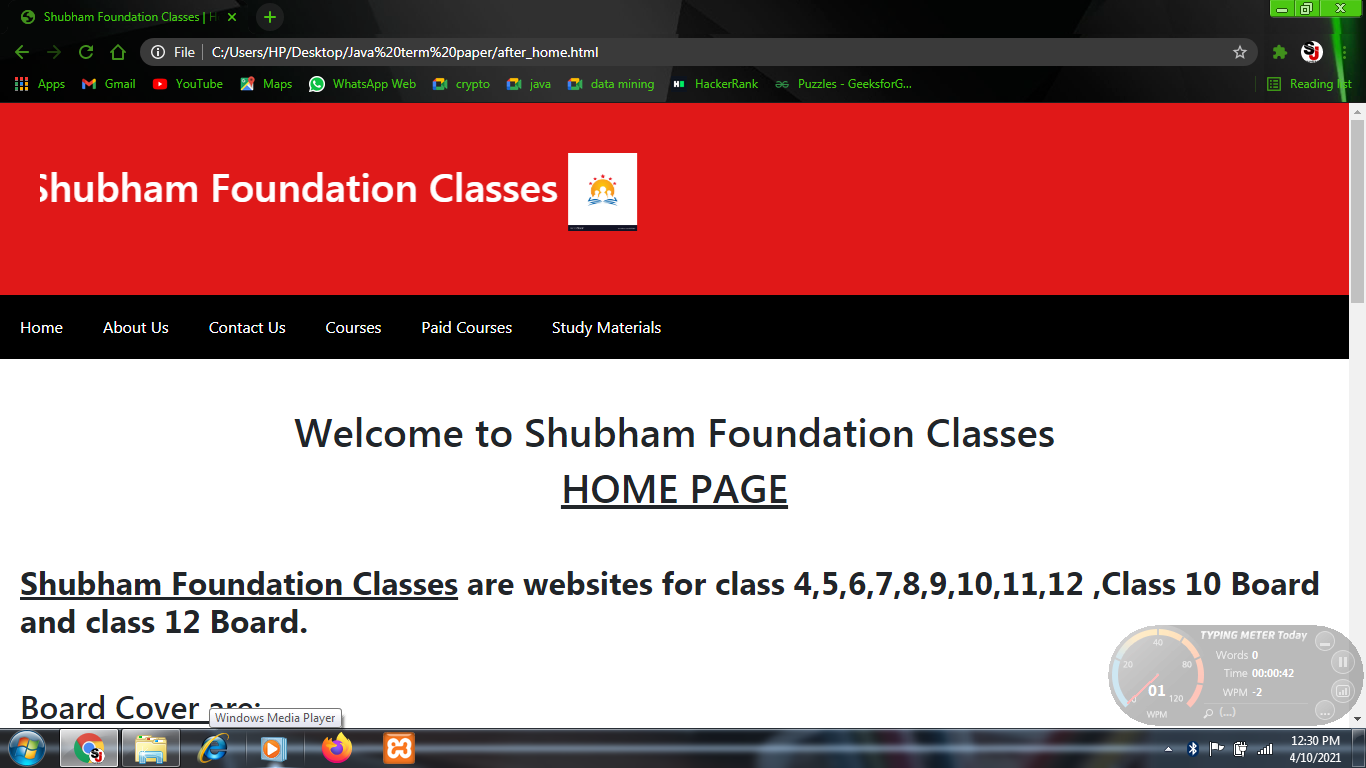 Shubham Foundation Classes | H
File
C:/Users/HP/Desktop/Java%20term%20paper/after_home.html
Apps
Gmail
YouTube
Maps
WhatsApp Web
crypto
java
data mining
HackerRank
Puzzles - GeeksforG...
Reading list
Shubham Foundation Classes
Home About Us Contact Us Courses Paid Courses Study Materials
Welcome to Shubham Foundation Classes
HOME PAGE
Shubham Foundation Classes are websites for class 4,5,6,7,8,9,10,11,12 ,Class 10 Board
and class 12 Board.
Board Cover are:
Windows Media Player
TYPING METER Today
Words 0
Time 00:00:42
WPM -2
(...)
0 20 40 80 120
01
WPM
12:30 PM
4/10/2021